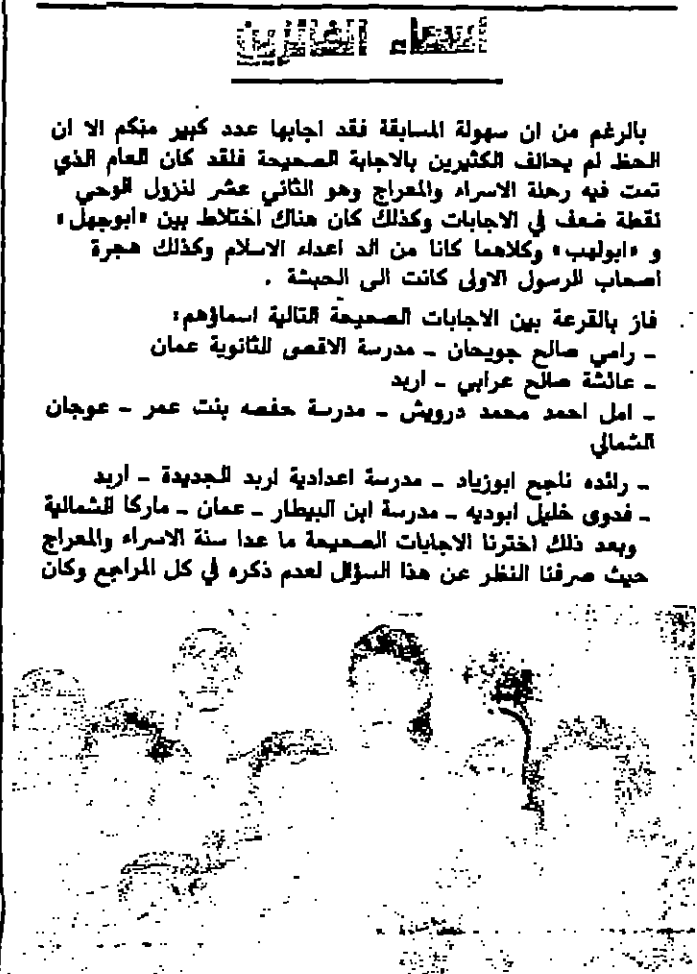 اسماء الفائزين
بالرغم من ان سهولة المسابقة فقد اجابها عدد كبير منكم الا ان
الحظ لم يحالف الكثيرين بالاجابة الصحيحة فلقد كان العام الذي
تمت فيه رحلة الاسراء والمعراج وهو الثاني عشر لنزول الوحي
نقطة ضعف في الاجابات وكذلك كان هناك اختلاط بين «ابوجهل»
و «ابولهب» وكلاهما كانا من الد اعداء الاسلام وكذلك هجرة
اصحاب الرسول الاولى كانت الى الحبشة .
فاز بالقرعة بين الاجابات الصحيحة التالية اسماؤهم:
ـ رامي صالح جويحان ـ مدرسة الاقصى الثانوية عمان
ـ عائشة صالح عرابي ـ اربد
ـ امل احمد محمد درويش ـ مدرسة حفصه بنت عمر ـ عوجان
الشمالي
ـ رائده ناجح ابوزياد ـ مدرسة اعدادية اربد الجديدة ـ اربد
ـ فدوى خليل ابوديه ـ مدرسة ابن البيطار ـ عمان ـ ماركا الشمالية
وبعد ذلك اخترنا الاجابات الصحيحة ما عدا سنة الاسراء والمعراج
حيث صرفنا النظر عن هذا السؤال لعدم ذكره في كل المراجع وكان